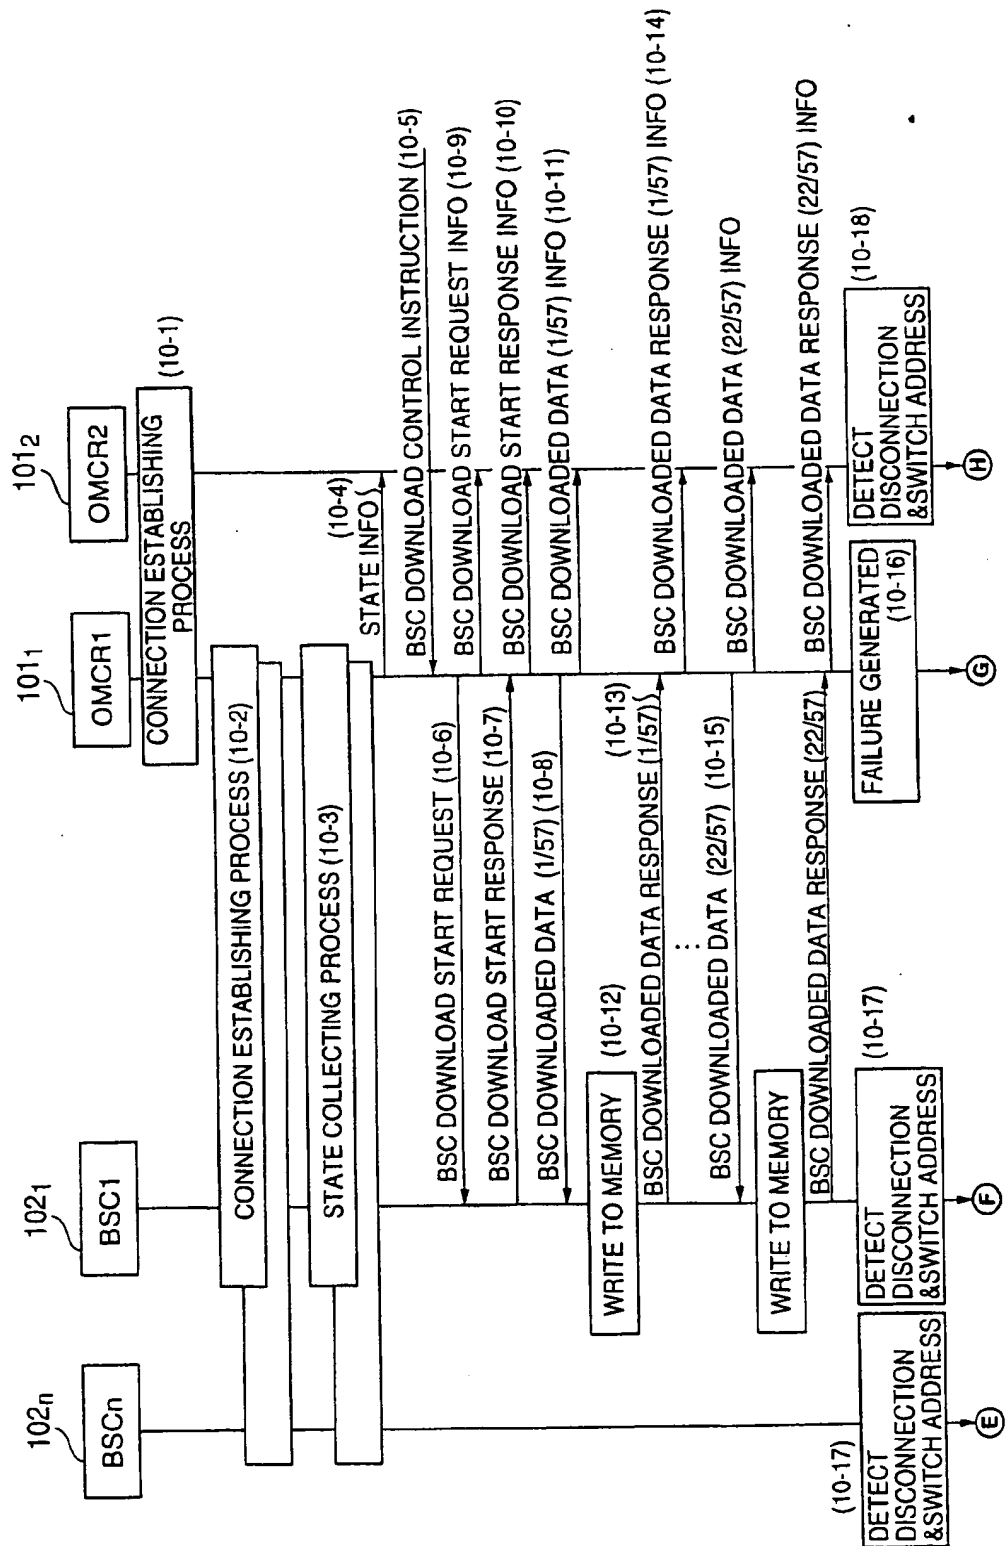 102n
BSCn
102₁
BSC1
101₁
OMCR1
101₂
OMCR2
CONNECTION ESTABLISHING
PROCESS
(10-1)
CONNECTION ESTABLISHING PROCESS (10-2)
STATE COLLECTING PROCESS (10-3)
(10-4)
STATE INFO
BSC DOWNLOAD CONTROL INSTRUCTION (10-5)
BSC DOWNLOAD START REQUEST (10-6)
BSC DOWNLOAD START REQUEST INFO (10-9)
BSC DOWNLOAD START RESPONSE (10-7)
BSC DOWNLOAD START RESPONSE INFO (10-10)
BSC DOWNLOADED DATA (1/57) (10-8)
BSC DOWNLOADED DATA (1/57) INFO (10-11)
WRITE TO MEMORY
(10-12)
(10-13)
BSC DOWNLOADED DATA RESPONSE (1/57)
BSC DOWNLOADED DATA RESPONSE (1/57) INFO (10-14)
...
BSC DOWNLOADED DATA (22/57) (10-15)
BSC DOWNLOADED DATA (22/57) INFO
WRITE TO MEMORY
BSC DOWNLOADED DATA RESPONSE (22/57)
BSC DOWNLOADED DATA RESPONSE (22/57) INFO
(10-17)
DETECT
DISCONNECTION
&SWITCH ADDRESS
(10-17)
DETECT
DISCONNECTION
&SWITCH ADDRESS
FAILURE GENERATED
(10-16)
(10-18)
DETECT
DISCONNECTION
&SWITCH ADDRESS
E
F
G
H